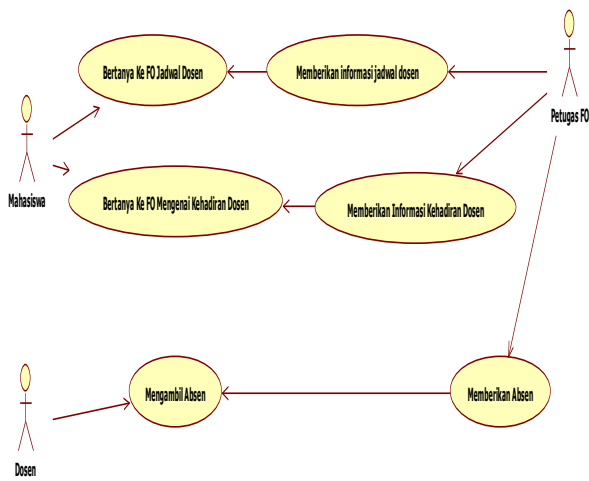 Bertanya Ke FO Jadwal Dosen
Memberikan informasi jadwal dosen
Petugas FO
Mahasiswa
Bertanya Ke FO Mengenai Kehadiran Dosen
Memberikan Informasi Kehadiran Dosen
Mengambil Absen
Memberikan Absen
Dosen